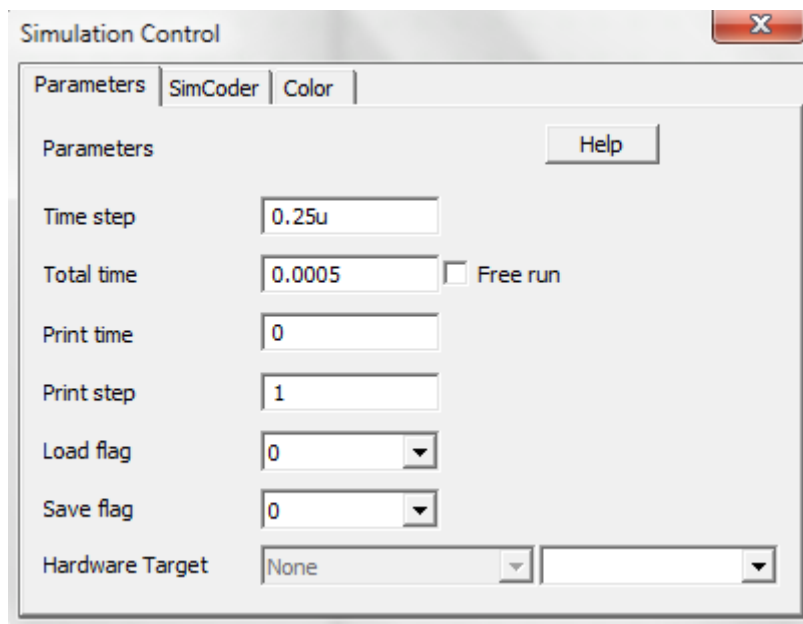 Simulation Control
Parameters SimCoder Color
Parameters Help
Time step 0.25u
Total time 0.0005 Free run
Print time 0
Print step 1
Load flag 0
Save flag 0
Hardware Target None